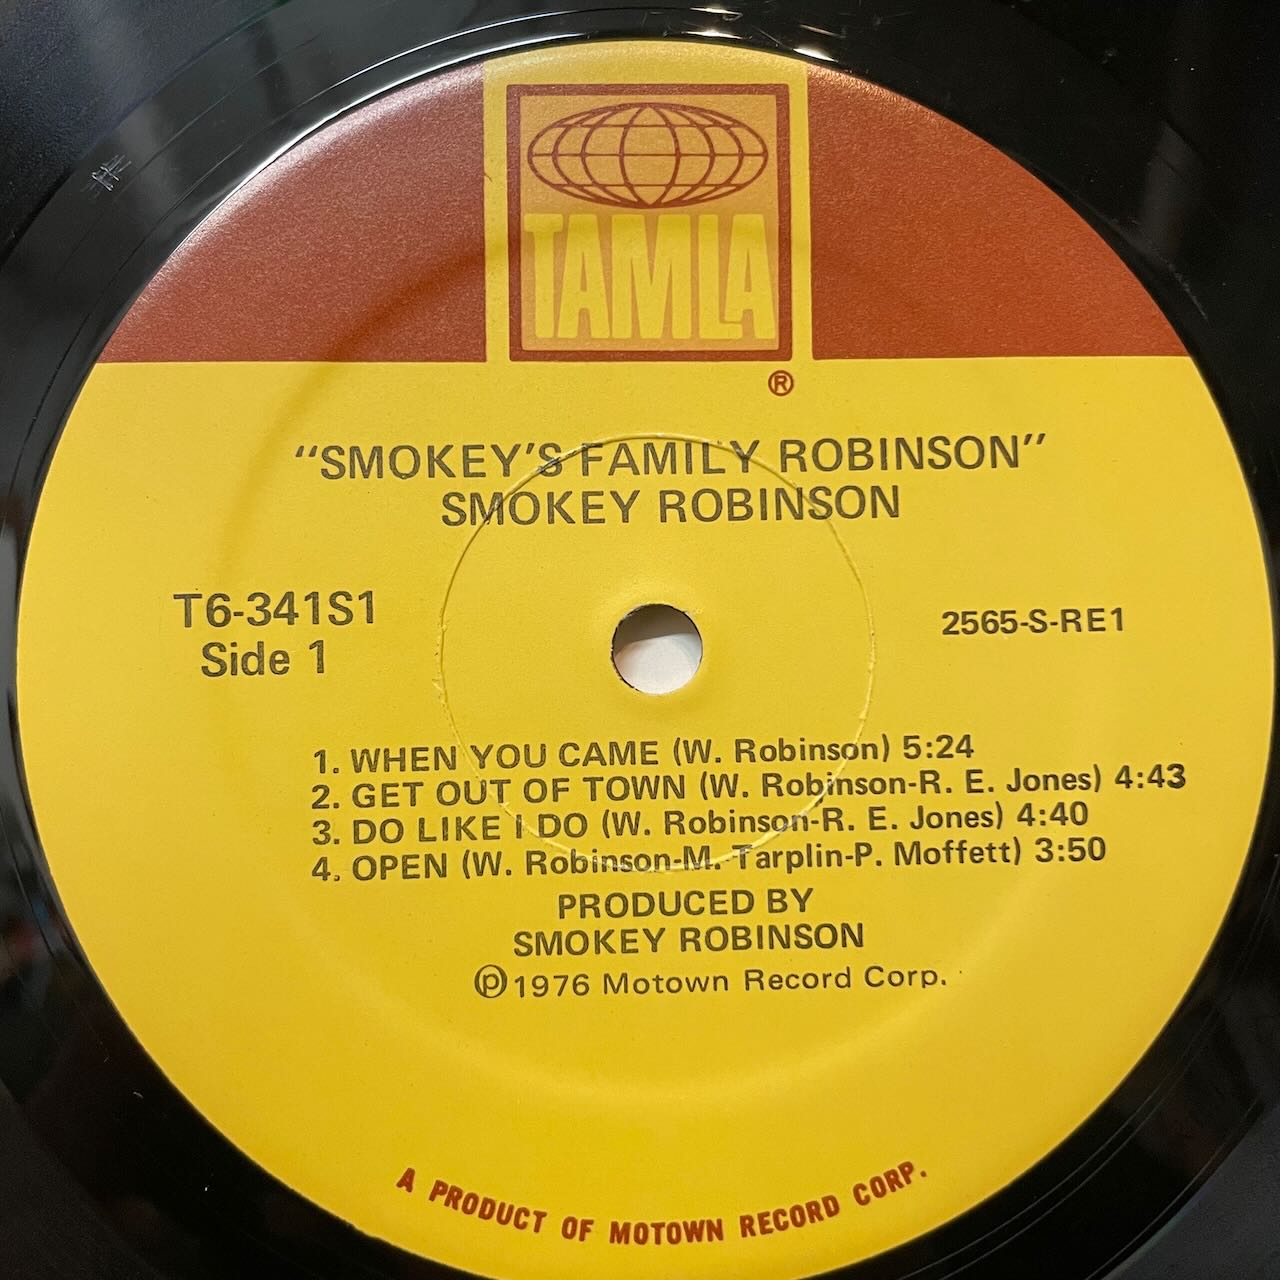 TAMLA
®
"SMOKEY'S FAMILY ROBINSON"
SMOKEY ROBINSON
T6-341S1
Side 1
2565-S-RE1
1. WHEN YOU CAME (W. Robinson) 5:24
2. GET OUT OF TOWN (W. Robinson-R. E. Jones) 4:43
3. DO LIKE I DO (W. Robinson-R. E. Jones) 4:40
4. OPEN (W. Robinson-M. Tarplin-P. Moffett) 3:50
PRODUCED BY
SMOKEY ROBINSON
℗1976 Motown Record Corp.
A PRODUCT OF MOTOWN RECORD CORP.